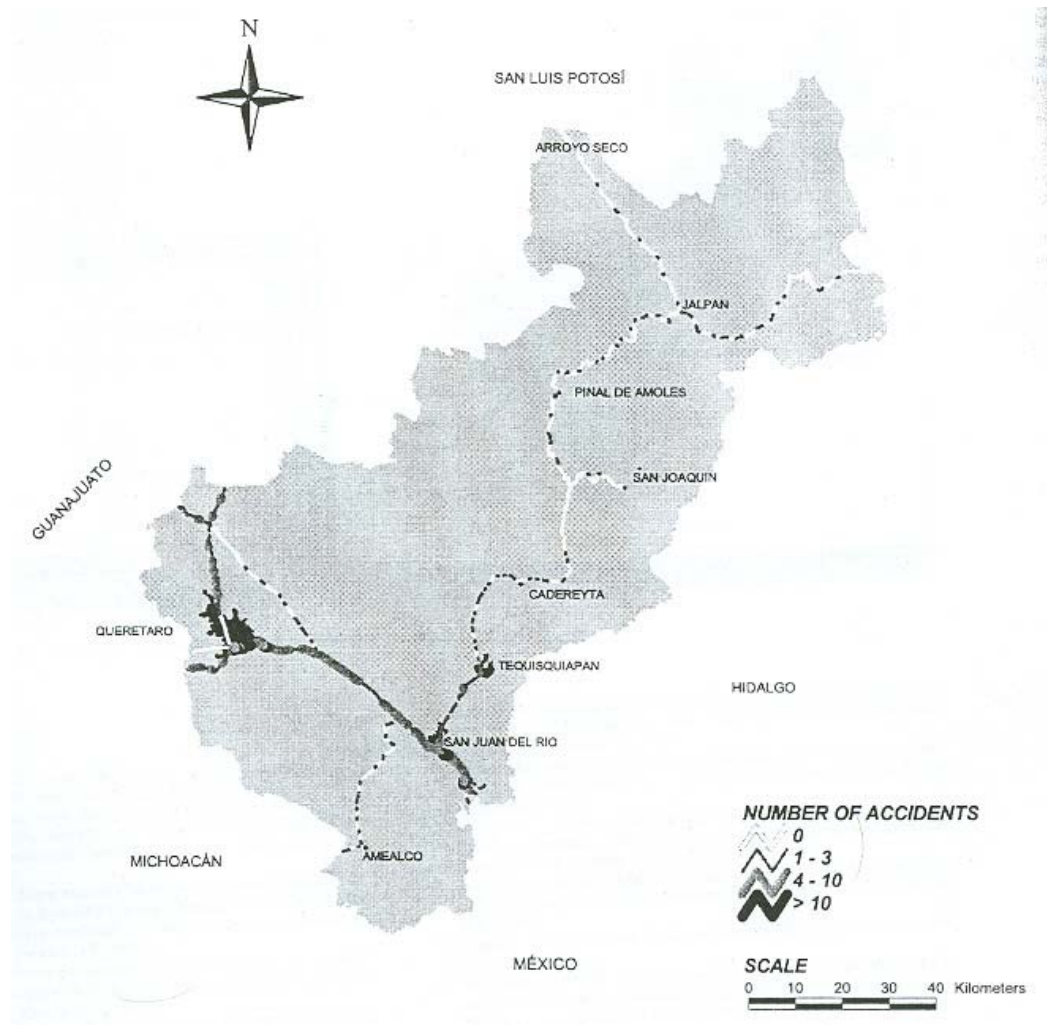 N
SAN LUIS POTOSÍ
ARROYO SECO
JALPAN
PINAL DE AMOLES
SAN JOAQUIN
GUANAJUATO
CADEREYTA
QUERETARO
TEQUISQUIAPAN
HIDALGO
SAN JUAN DEL RIO
AMEALCO
MICHOACÁN
MÉXICO
NUMBER OF ACCIDENTS
0
1 - 3
4 - 10
> 10
SCALE
0 10 20 30 40 Kilometers